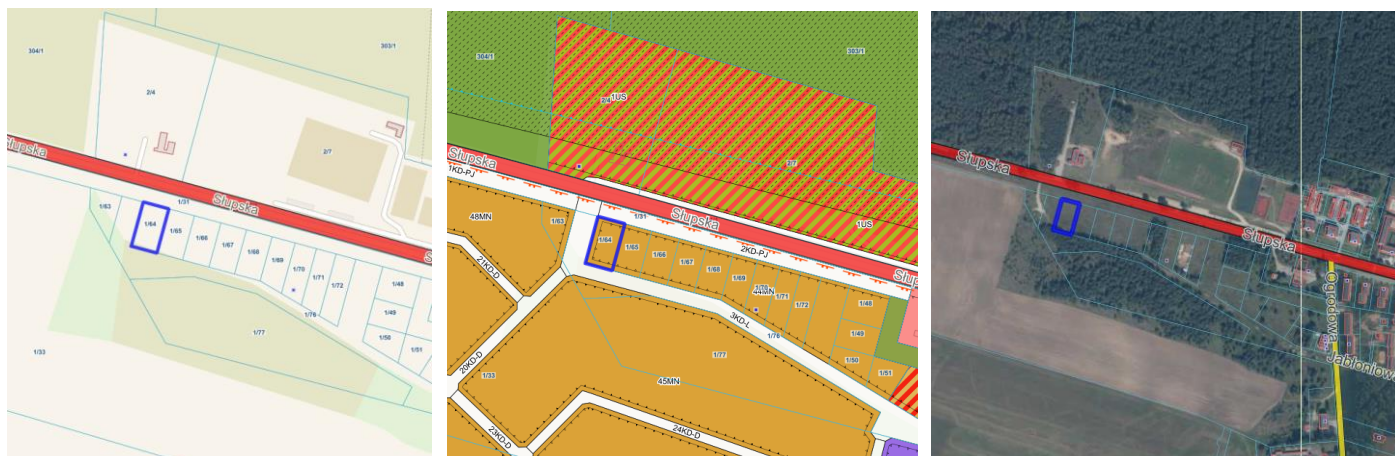 304/1
303/1
2/4
2/7
Słupska
Słupska
1/63
1/64
1/31
1/65
1/66
1/67
1/68
1/69
1/70
1/71
1/72
1/76
1/48
1/49
1/50
1/51
1/77
1/33
304/1
303/1
2/4
1US
2/7
1US
Słupska
1KD-PJ
Słupska
2KD-PJ
48MN
1/63
1/64
1/31
1/65
1/66
1/67
1/68
1/69
1/70
1/71
44MN
1/72
1/76
1/48
1/49
1/50
1/51
21KD-D
3KD-L
1/77
45MN
20KD-D
1/33
23KD-D
24KD-D
Słupska
Słupska
Ogrodowa
Jabłoniow